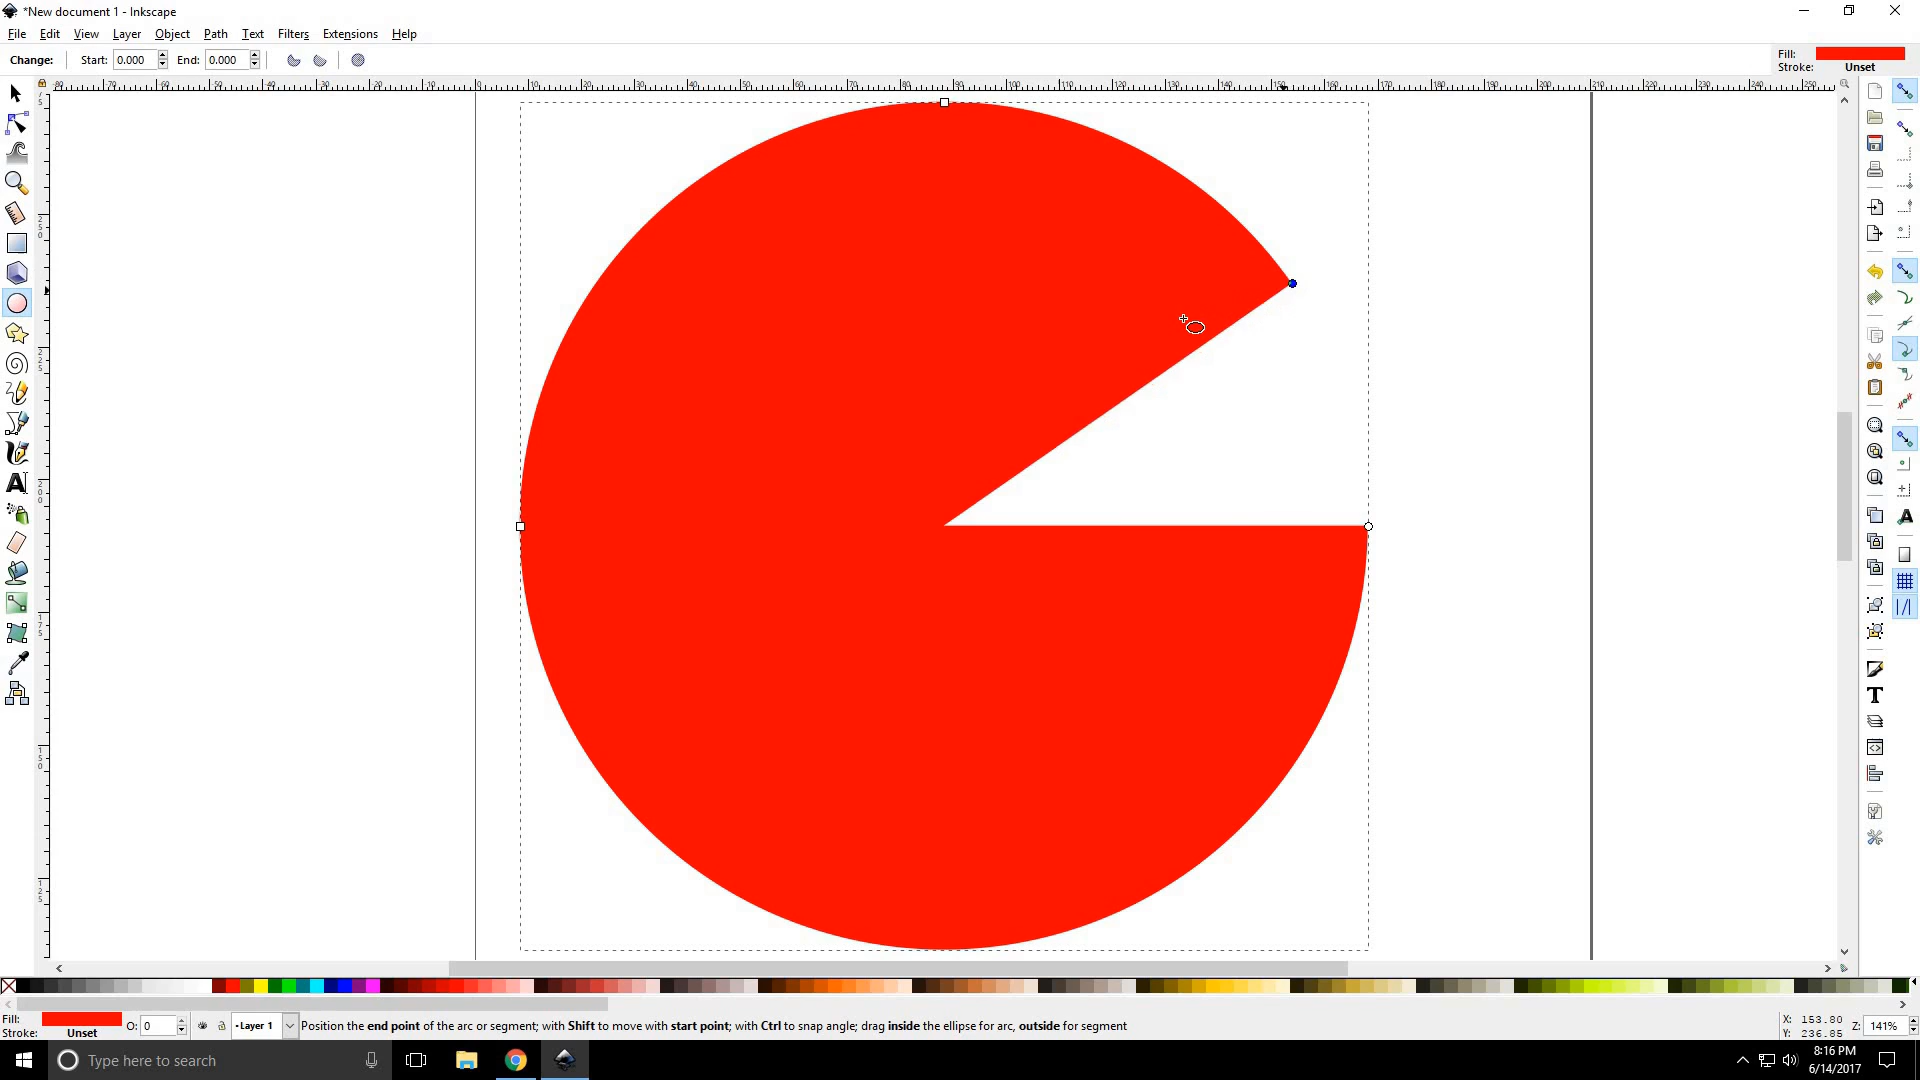 *New document 1 - Inkscape
File Edit View Layer Object Path Text Filters Extensions Help
Change: Start: 0.000 End: 0.000
Fill:
Stroke: Unset
Fill:
Stroke: Unset
O: 0
•Layer 1
Position the end point of the arc or segment; with Shift to move with start point; with Ctrl to snap angle; drag inside the ellipse for arc, outside for segment
X: 153.80
Y: 236.85
Z: 141%
Type here to search
8:16 PM
6/14/2017